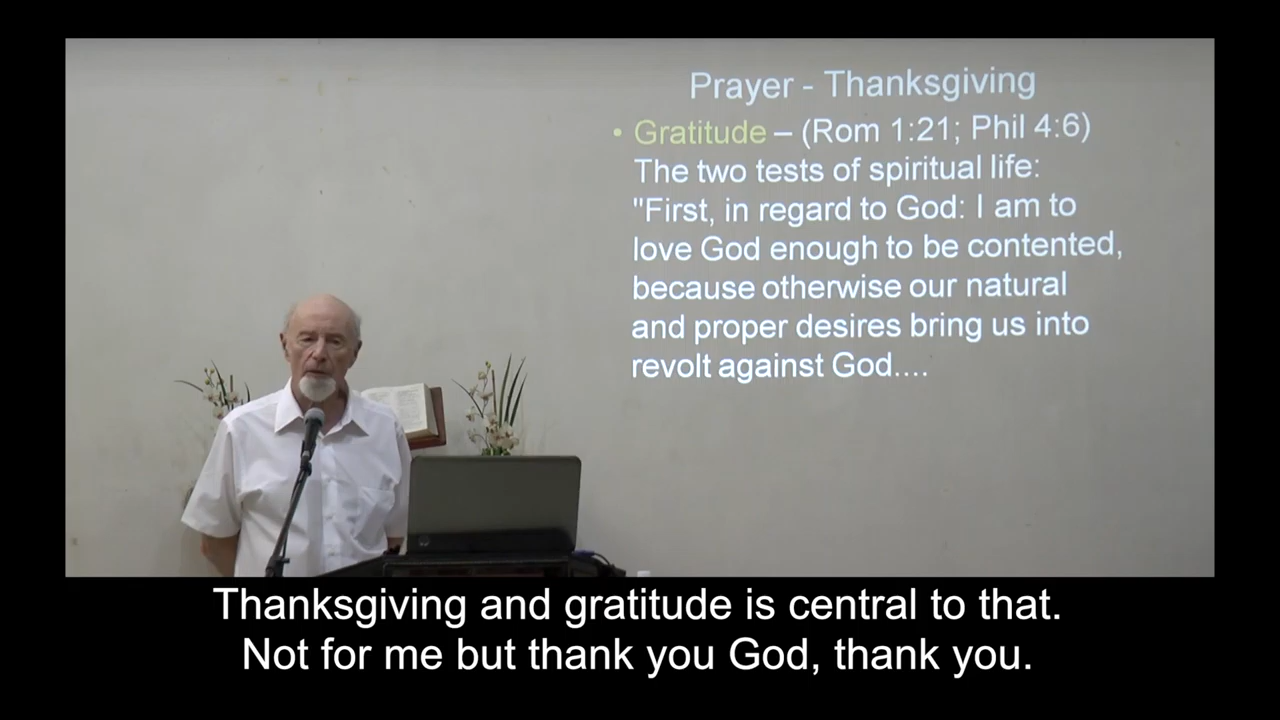 Prayer - Thanksgiving
• Gratitude – (Rom 1:21; Phil 4:6)
The two tests of spiritual life:
"First, in regard to God: I am to
love God enough to be contented,
because otherwise our natural
and proper desires bring us into
revolt against God....
Thanksgiving and gratitude is central to that.
Not for me but thank you God, thank you.